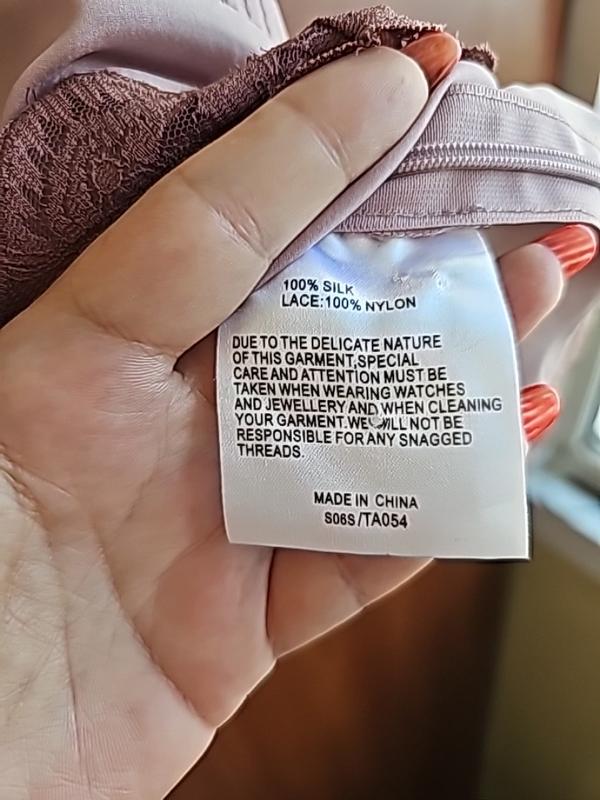 100% SILK
LACE:100% NYLON
DUE TO THE DELICATE NATURE
OF THIS GARMENT,SPECIAL
CARE AND ATTENTION MUST BE
TAKEN WHEN WEARING WATCHES
AND JEWELLERY AND WHEN CLEANING
YOUR GARMENT.WE WILL NOT BE
RESPONSIBLE FOR ANY SNAGGED
THREADS.
MADE IN CHINA
S06S/TA054